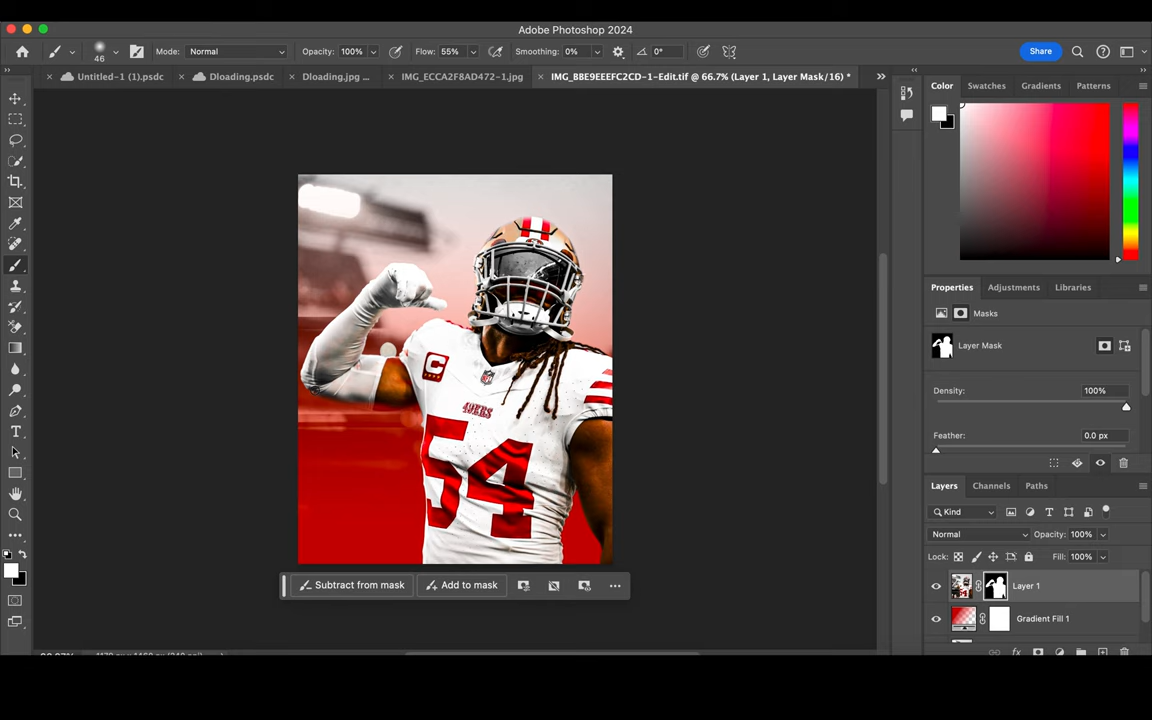 Adobe Photoshop 2024
46 Mode: Normal Opacity: 100% Flow: 55% Smoothing: 0% 0° Share
Untitled-1 (1).psdc Dloading.psdc Dloading.jpg ... IMG_ECCA2F8AD472-1.jpg IMG_BBE9EEEFC2CD-1-Edit.tif @ 66.7% (Layer 1, Layer Mask/16) *
Color Swatches Gradients Patterns
C
49ERS
54
Properties Adjustments Libraries
Masks
Layer Mask
Density: 100%
Feather: 0.0 px
Layers Channels Paths
Kind
Normal Opacity: 100%
Lock: Fill: 100%
Subtract from mask Add to mask
Layer 1
Gradient Fill 1